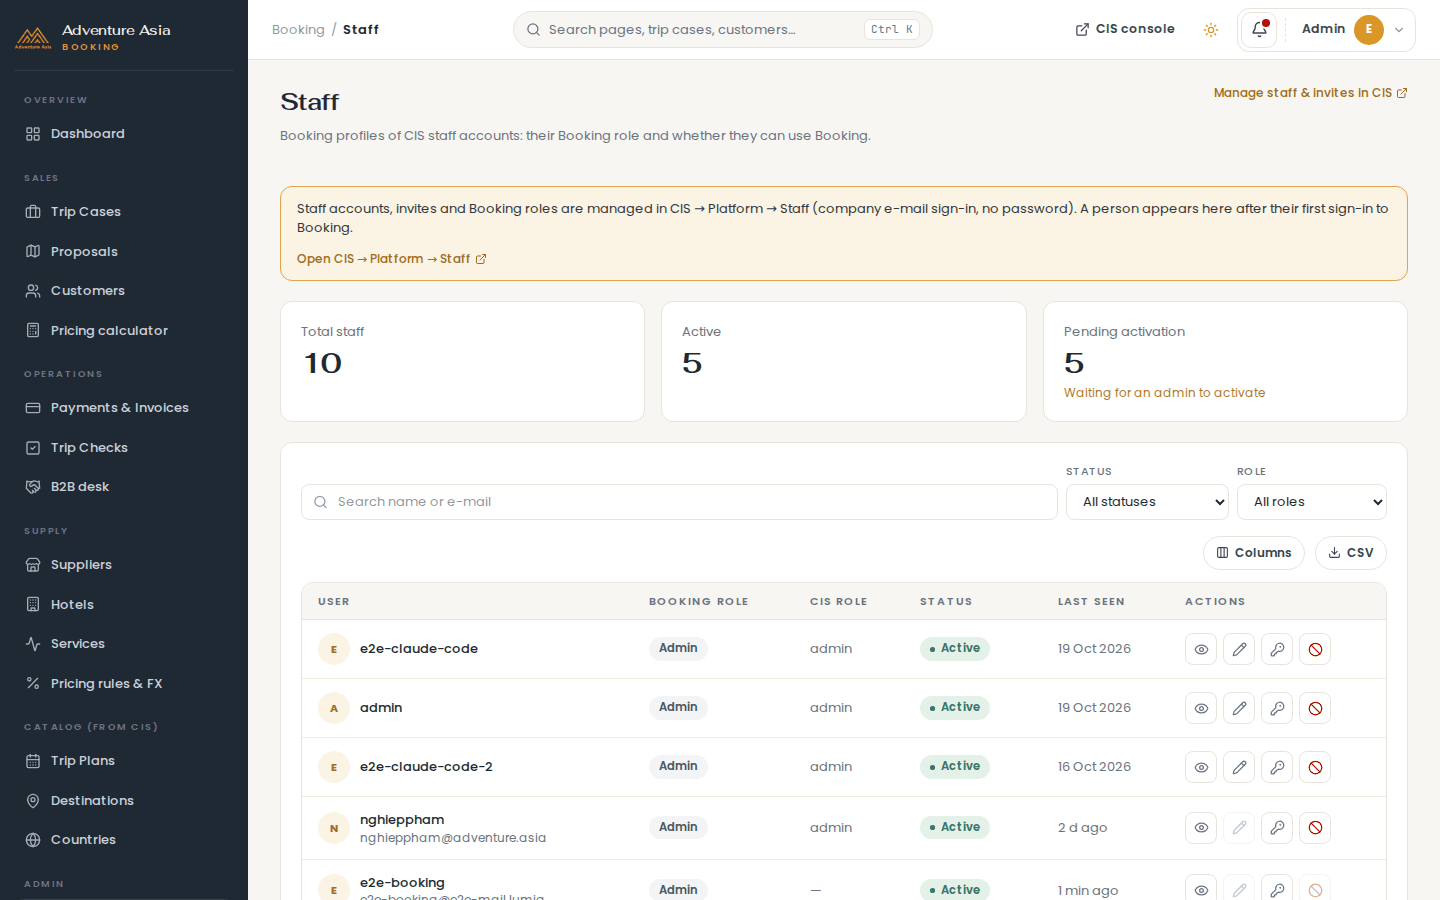 Adventure Asia
BOOKING
Adventure Asia
OVERVIEW
Dashboard
SALES
Trip Cases
Proposals
Customers
Pricing calculator
OPERATIONS
Payments & Invoices
Trip Checks
B2B desk
SUPPLY
Suppliers
Hotels
Services
Pricing rules & FX
CATALOG (FROM CIS)
Trip Plans
Destinations
Countries
ADMIN
Booking / Staff
Search pages, trip cases, customers...
Ctrl K
CIS console
Admin
E
Staff
Manage staff & invites in CIS
Booking profiles of CIS staff accounts: their Booking role and whether they can use Booking.
Staff accounts, invites and Booking roles are managed in CIS → Platform → Staff (company e-mail sign-in, no password). A person appears here after their first sign-in to
Booking.
Open CIS → Platform → Staff
Total staff
10
Active
5
Pending activation
5
Waiting for an admin to activate
STATUS
ROLE
Search name or e-mail
All statuses
All roles
Columns
CSV
USER BOOKING ROLE CIS ROLE STATUS LAST SEEN ACTIONS
E e2e-claude-code Admin admin Active 19 Oct 2026
A admin Admin admin Active 19 Oct 2026
E e2e-claude-code-2 Admin admin Active 16 Oct 2026
N nghieppham Admin admin Active 2 d ago
nghieppham@adventure.asia
E e2e-booking Admin — Active 1 min ago
e2e-booking@e2e-mail.lumia